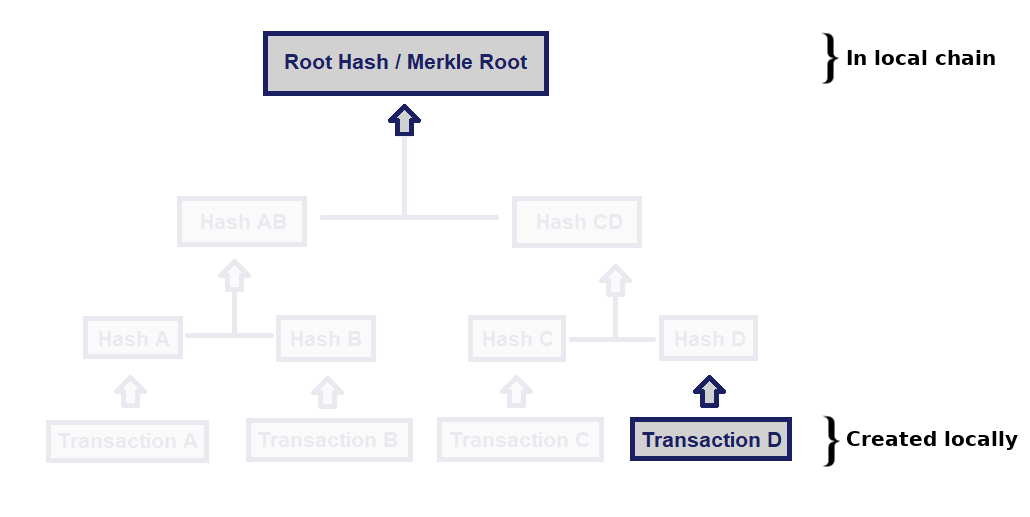 Root Hash / Merkle Root
In local chain
Hash AB
Hash CD
Hash A
Hash B
Hash C
Hash D
Transaction A
Transaction B
Transaction C
Transaction D
Created locally